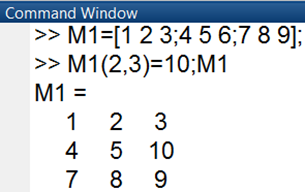 Command Window
>> M1=[1 2 3;4 5 6;7 8 9];
>> M1(2,3)=10;M1
M1 =
1 2 3
4 5 10
7 8 9